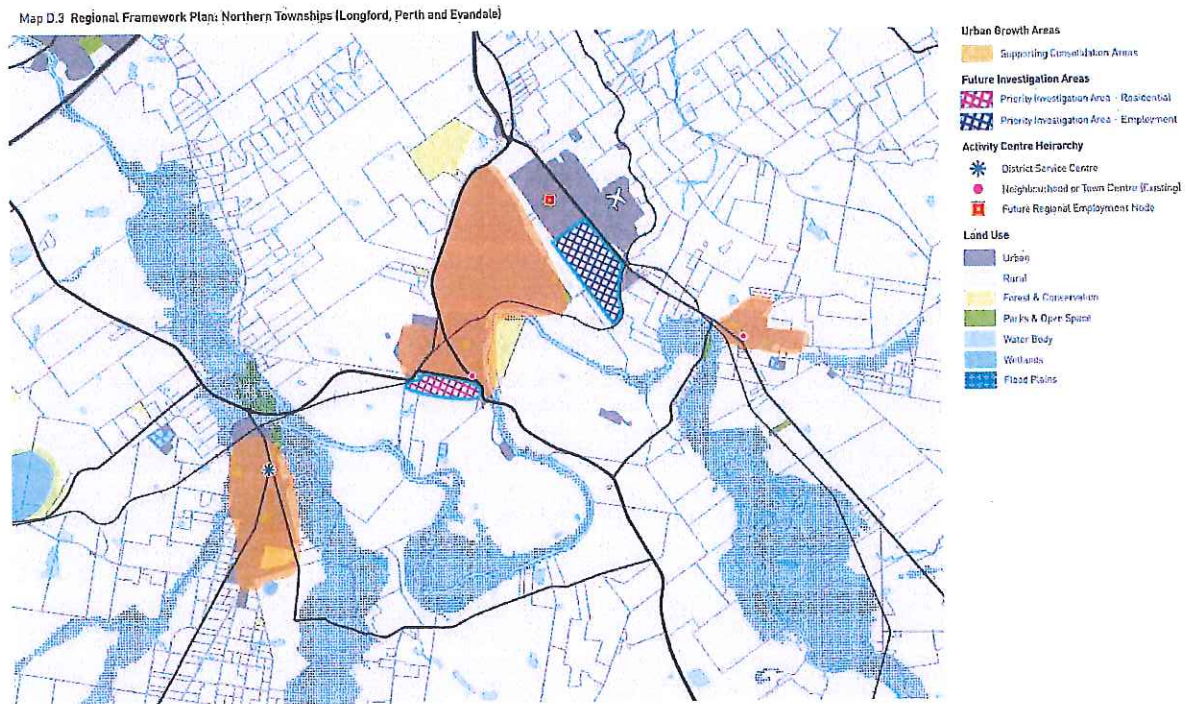 Map D.3 Regional Framework Plan: Northern Townships (Longford, Perth and Evandale)
Urban Growth Areas
Supporting Consolidation Areas
Future Investigation Areas
Priority Investigation Area - Residential
Priority Investigation Area - Employment
Activity Centre Heirarchy
District Service Centre
Neighbourhood or Town Centre (Existing)
Future Regional Employment Node
Land Use
Urban
Rural
Forest & Conservation
Parks & Open Space
Water Body
Wetlands
Flood Plains